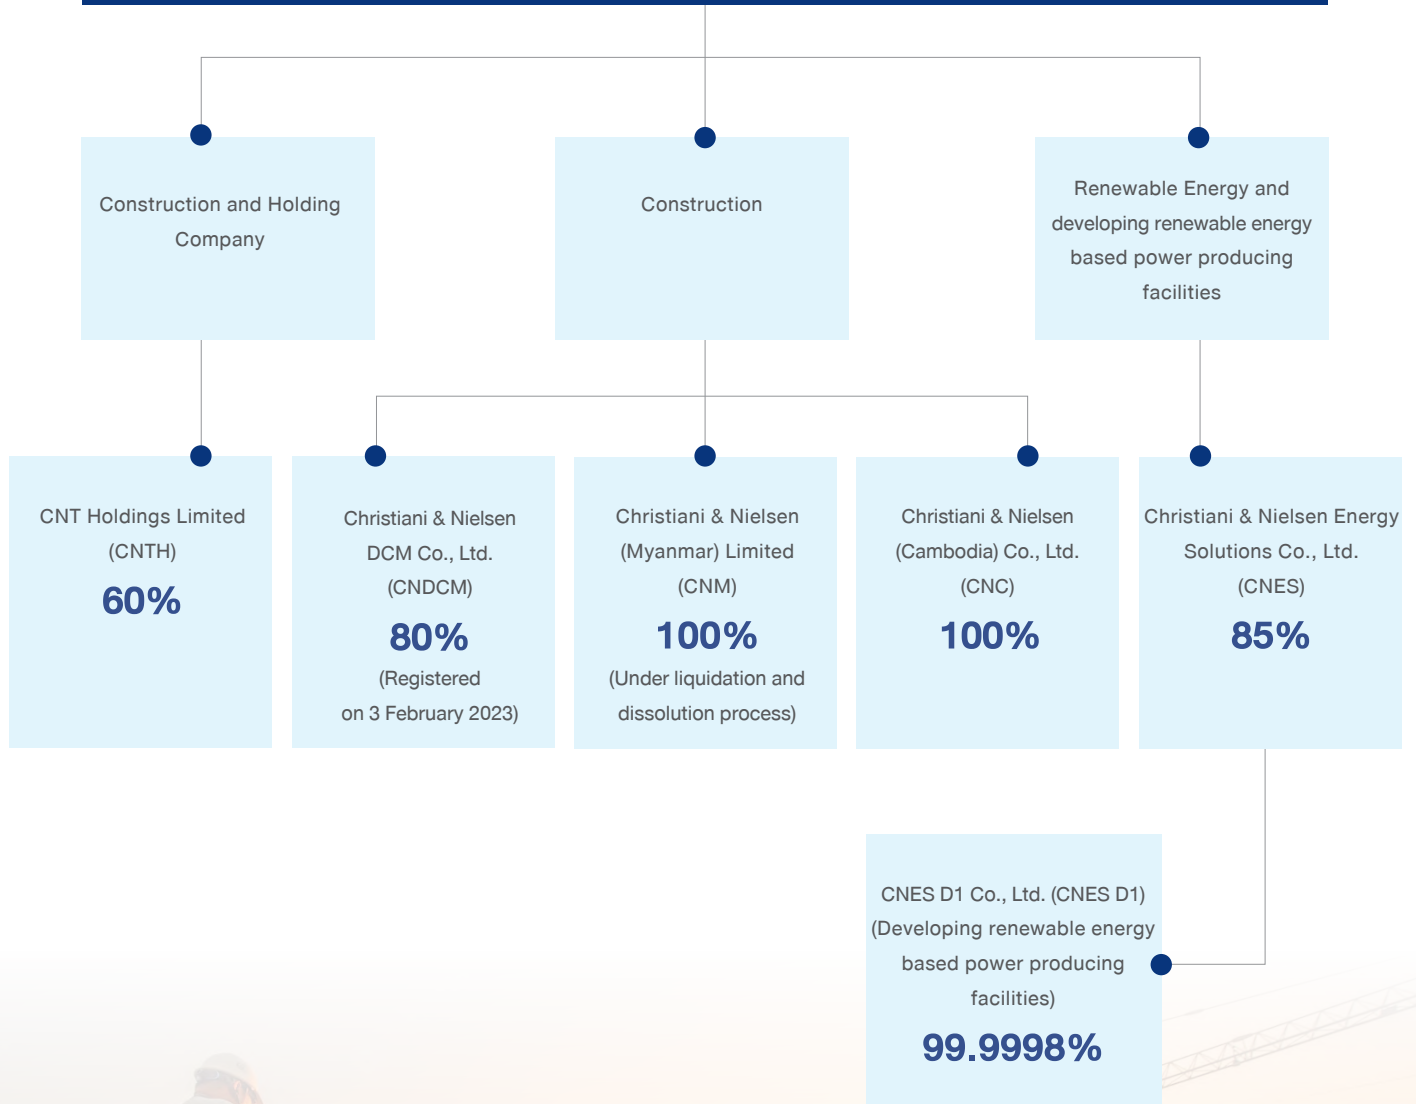 Construction and Holding
Company
Construction
Renewable Energy and
developing renewable energy
based power producing
facilities
CNT Holdings Limited
(CNTH)
60%
Christiani & Nielsen
DCM Co., Ltd.
(CNDCM)
80%
(Registered
on 3 February 2023)
Christiani & Nielsen
(Myanmar) Limited
(CNM)
100%
(Under liquidation and
dissolution process)
Christiani & Nielsen
(Cambodia) Co., Ltd.
(CNC)
100%
Christiani & Nielsen Energy
Solutions Co., Ltd.
(CNES)
85%
CNES D1 Co., Ltd. (CNES D1)
(Developing renewable energy
based power producing
facilities)
99.9998%